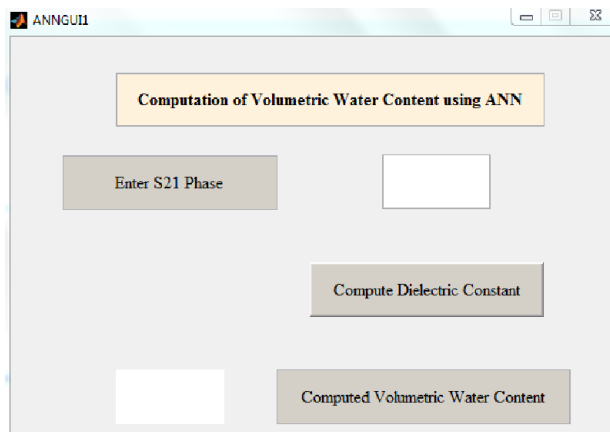 ANNGUI1
Computation of Volumetric Water Content using ANN
Enter S21 Phase
Compute Dielectric Constant
Computed Volumetric Water Content